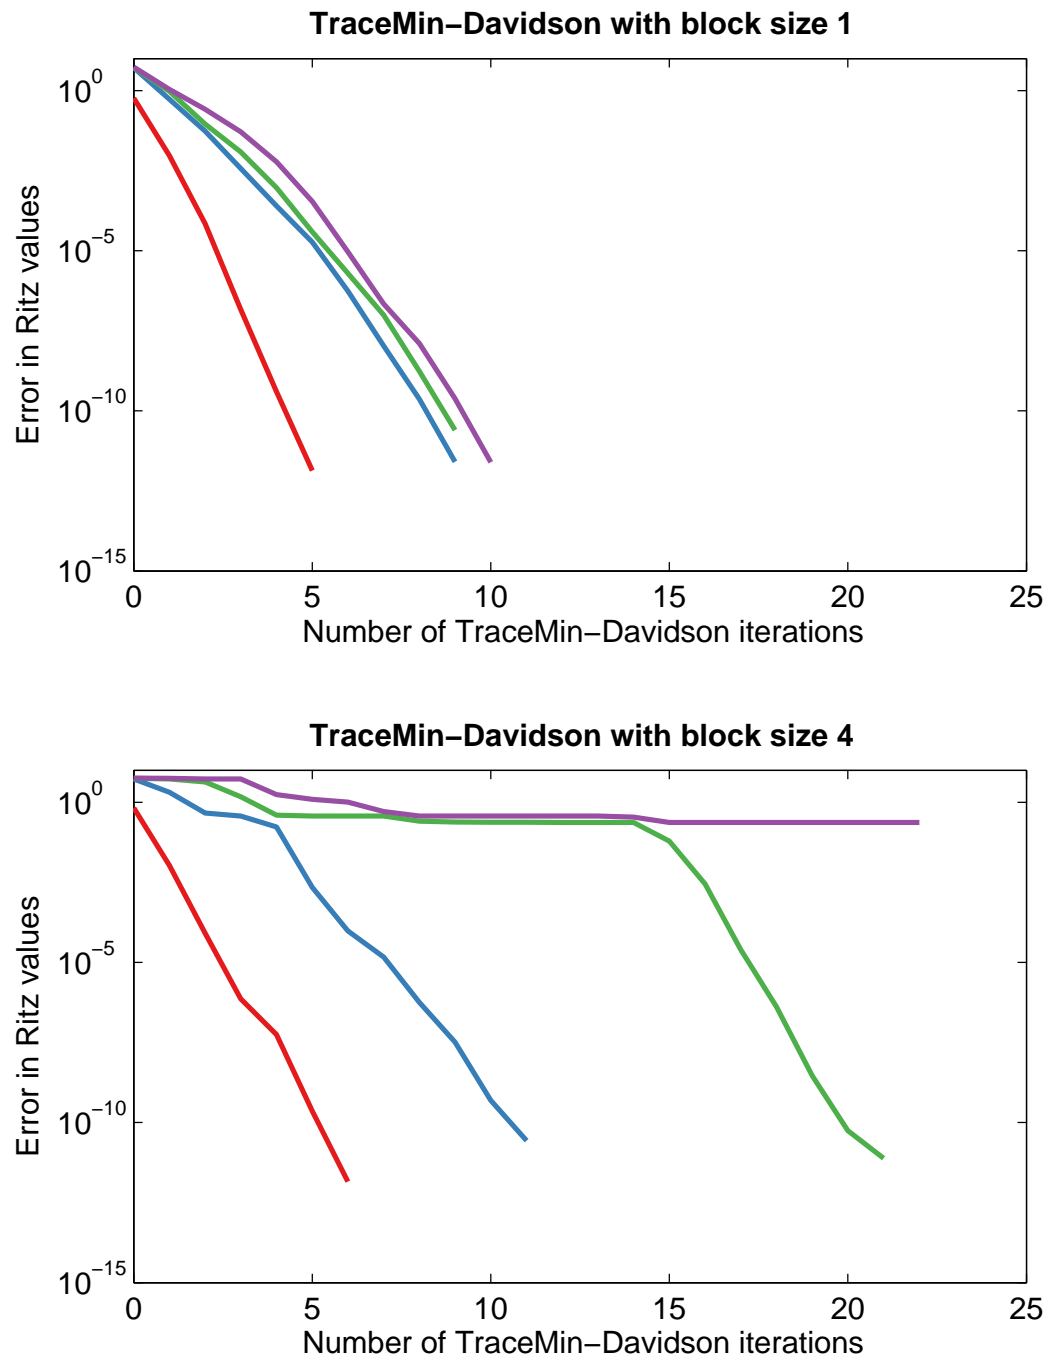 TraceMin−Davidson with block size 1
Error in Ritz values
10^0
10^−5
10^−10
10^−15
0 5 10 15 20 25
Number of TraceMin−Davidson iterations
TraceMin−Davidson with block size 4
Error in Ritz values
10^0
10^−5
10^−10
10^−15
0 5 10 15 20 25
Number of TraceMin−Davidson iterations